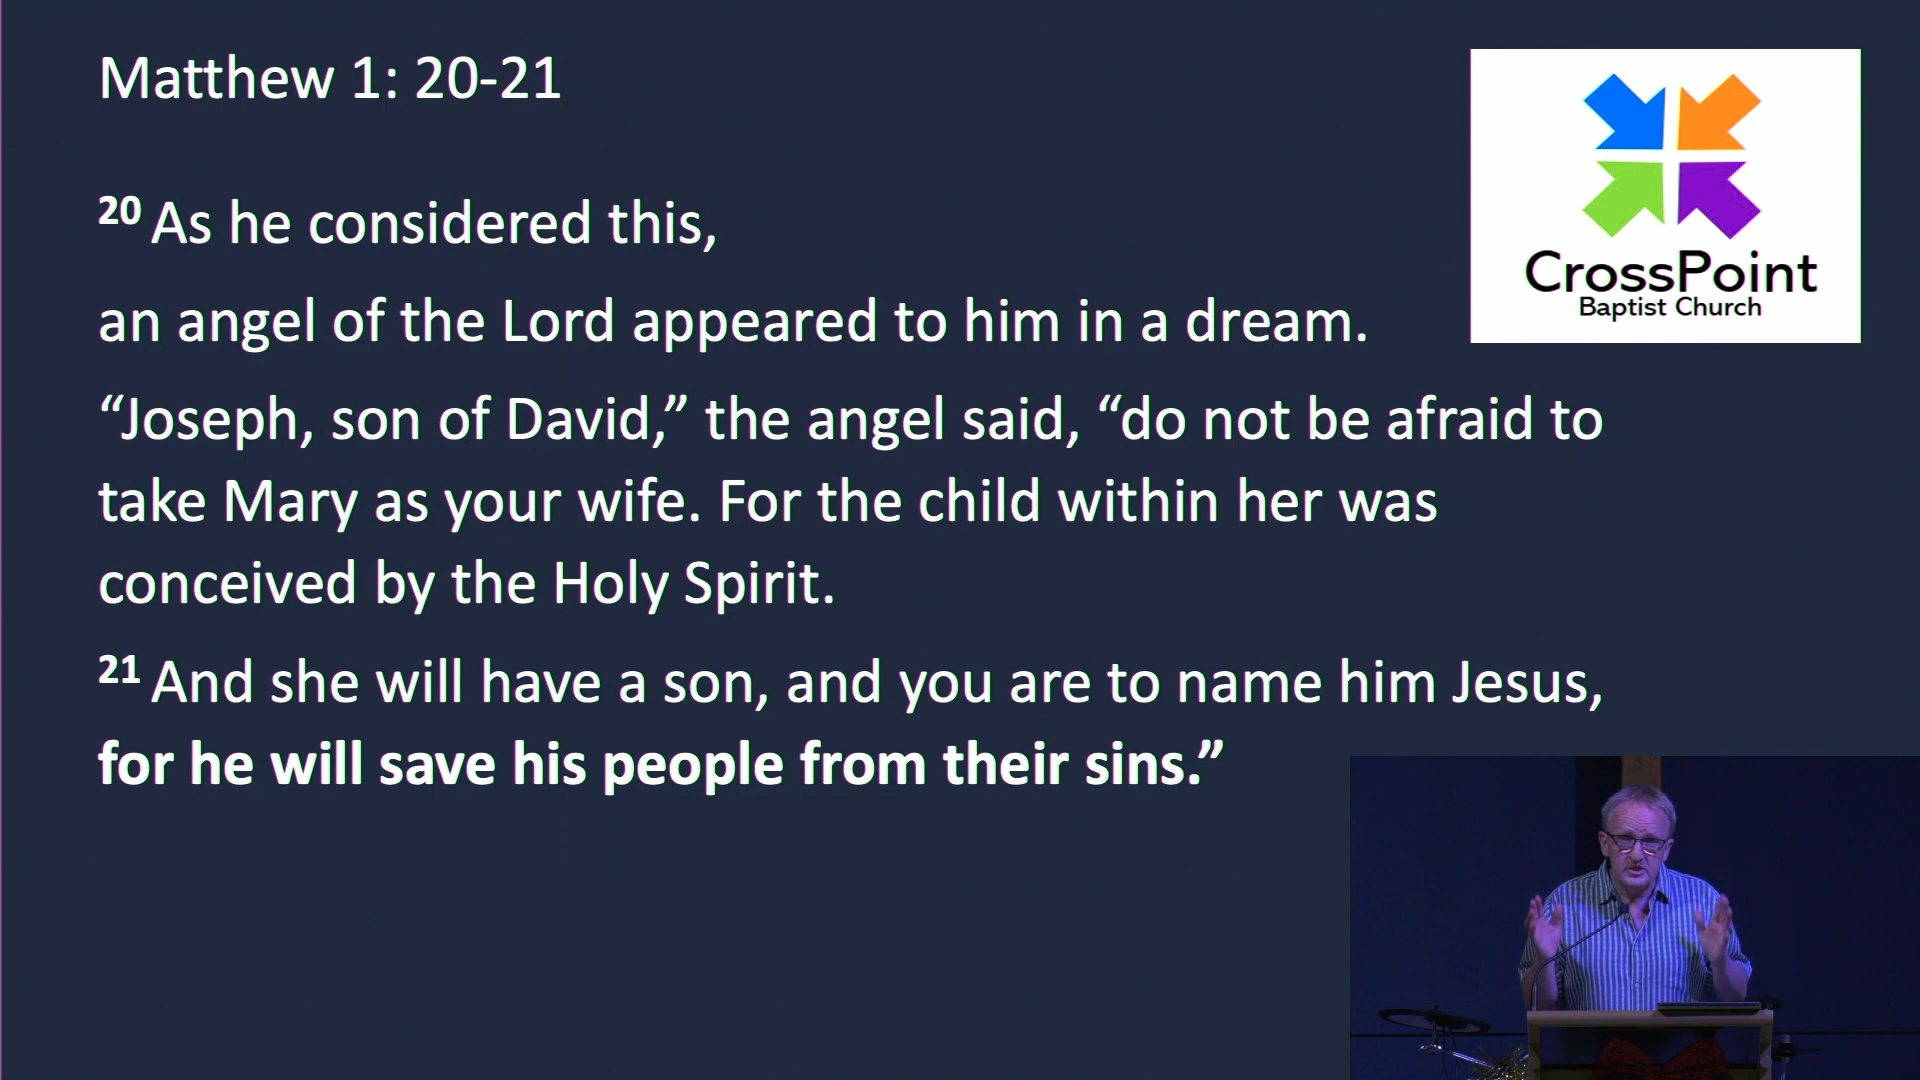 Matthew 1: 20-21
20 As he considered this,
an angel of the Lord appeared to him in a dream.
“Joseph, son of David,” the angel said, “do not be afraid to
take Mary as your wife. For the child within her was
conceived by the Holy Spirit.
21 And she will have a son, and you are to name him Jesus,
for he will save his people from their sins.”
CrossPoint
Baptist Church